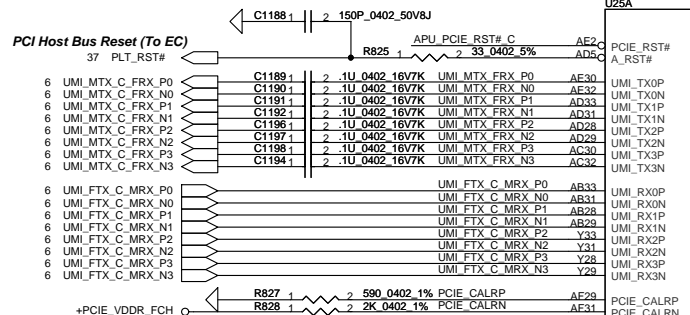 U25A
C1188 1 2 150P_0402_50V8J
PCI Host Bus Reset (To EC)
APU_PCIE_RST#_C AE2 PCIE_RST#
37 PLT_RST# R825 1 2 33_0402_5% AD5 A_RST#
6 UMI_MTX_C_FRX_P0 C1189 1 2 .1U_0402_16V7K UMI_MTX_FRX_P0 AE30 UMI_TX0P
6 UMI_MTX_C_FRX_N0 C1190 1 2 .1U_0402_16V7K UMI_MTX_FRX_N0 AE32 UMI_TX0N
6 UMI_MTX_C_FRX_P1 C1191 1 2 .1U_0402_16V7K UMI_MTX_FRX_P1 AD33 UMI_TX1P
6 UMI_MTX_C_FRX_N1 C1192 1 2 .1U_0402_16V7K UMI_MTX_FRX_N1 AD31 UMI_TX1N
6 UMI_MTX_C_FRX_P2 C1196 1 2 .1U_0402_16V7K UMI_MTX_FRX_P2 AD28 UMI_TX2P
6 UMI_MTX_C_FRX_N2 C1197 1 2 .1U_0402_16V7K UMI_MTX_FRX_N2 AD29 UMI_TX2N
6 UMI_MTX_C_FRX_P3 C1198 1 2 .1U_0402_16V7K UMI_MTX_FRX_P3 AC30 UMI_TX3P
6 UMI_MTX_C_FRX_N3 C1194 1 2 .1U_0402_16V7K UMI_MTX_FRX_N3 AC32 UMI_TX3N
6 UMI_FTX_C_MRX_P0 UMI_FTX_C_MRX_P0 AB33 UMI_RX0P
6 UMI_FTX_C_MRX_N0 UMI_FTX_C_MRX_N0 AB31 UMI_RX0N
6 UMI_FTX_C_MRX_P1 UMI_FTX_C_MRX_P1 AB28 UMI_RX1P
6 UMI_FTX_C_MRX_N1 UMI_FTX_C_MRX_N1 AB29 UMI_RX1N
6 UMI_FTX_C_MRX_P2 UMI_FTX_C_MRX_P2 Y33 UMI_RX2P
6 UMI_FTX_C_MRX_N2 UMI_FTX_C_MRX_N2 Y31 UMI_RX2N
6 UMI_FTX_C_MRX_P3 UMI_FTX_C_MRX_P3 Y28 UMI_RX3P
6 UMI_FTX_C_MRX_N3 UMI_FTX_C_MRX_N3 Y29 UMI_RX3N
R827 1 2 590_0402_1% PCIE_CALRP AF29 PCIE_CALRP
+PCIE_VDDR_FCH R828 1 2 2K_0402_1% PCIE_CALRN AF31 PCIE_CALRN